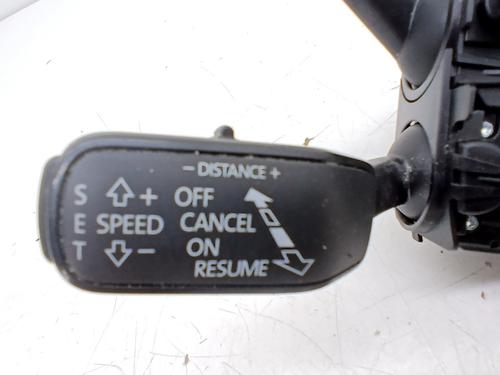 - DISTANCE +
S + OFF
E SPEED CANCEL
T - ON
RESUME